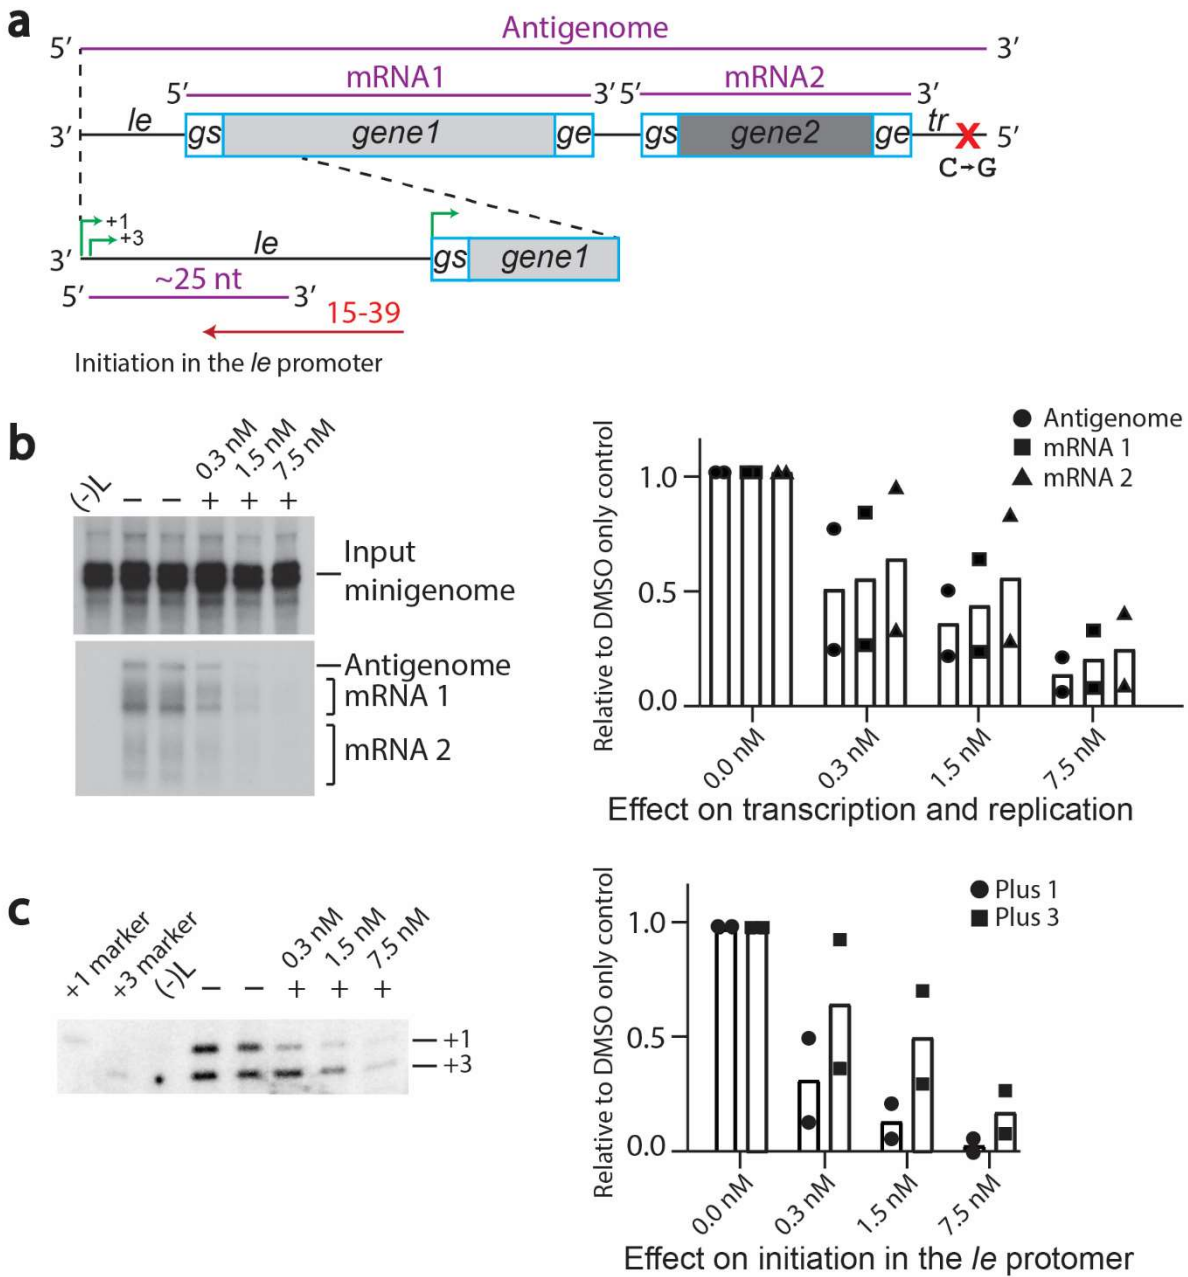 a
Antigenome
5′ 3′
mRNA1 mRNA2
5′ 3′ 5′ 3′
3′ le gs gene1 ge gs gene2 ge tr X 5′
C→G
+1
+3
3′ le gs gene1
~25 nt
5′ 3′
15-39
Initiation in the le promoter
b
(-)L − − + + +
0.3 nM 1.5 nM 7.5 nM
Input
minigenome
Antigenome
mRNA 1
mRNA 2
Relative to DMSO only control
Antigenome
mRNA 1
mRNA 2
1.0
0.5
0.0
0.0 nM 0.3 nM 1.5 nM 7.5 nM
Effect on transcription and replication
c
+1 marker +3 marker (-)L − − + + +
0.3 nM 1.5 nM 7.5 nM
+1
+3
Relative to DMSO only control
Plus 1
Plus 3
1.0
0.5
0.0
0.0 nM 0.3 nM 1.5 nM 7.5 nM
Effect on initiation in the le protomer